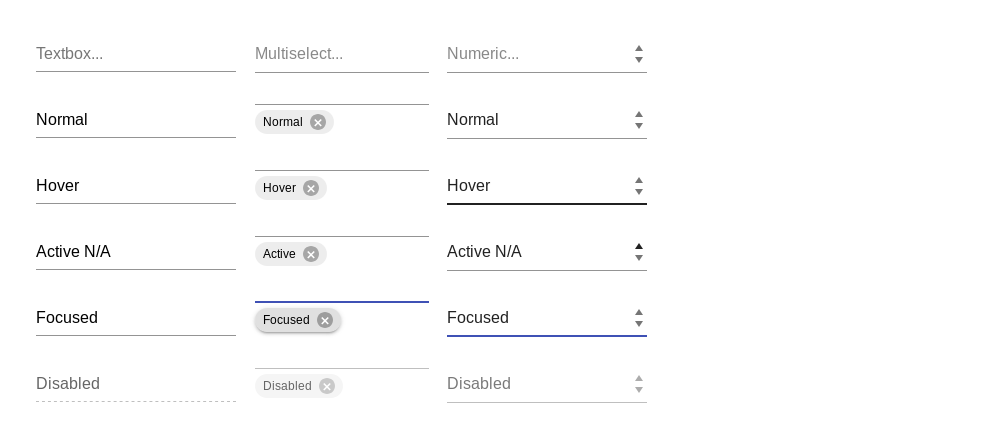 Textbox... Multiselect... Numeric...
Normal Normal Normal
Hover Hover Hover
Active N/A Active Active N/A
Focused Focused Focused
Disabled Disabled Disabled